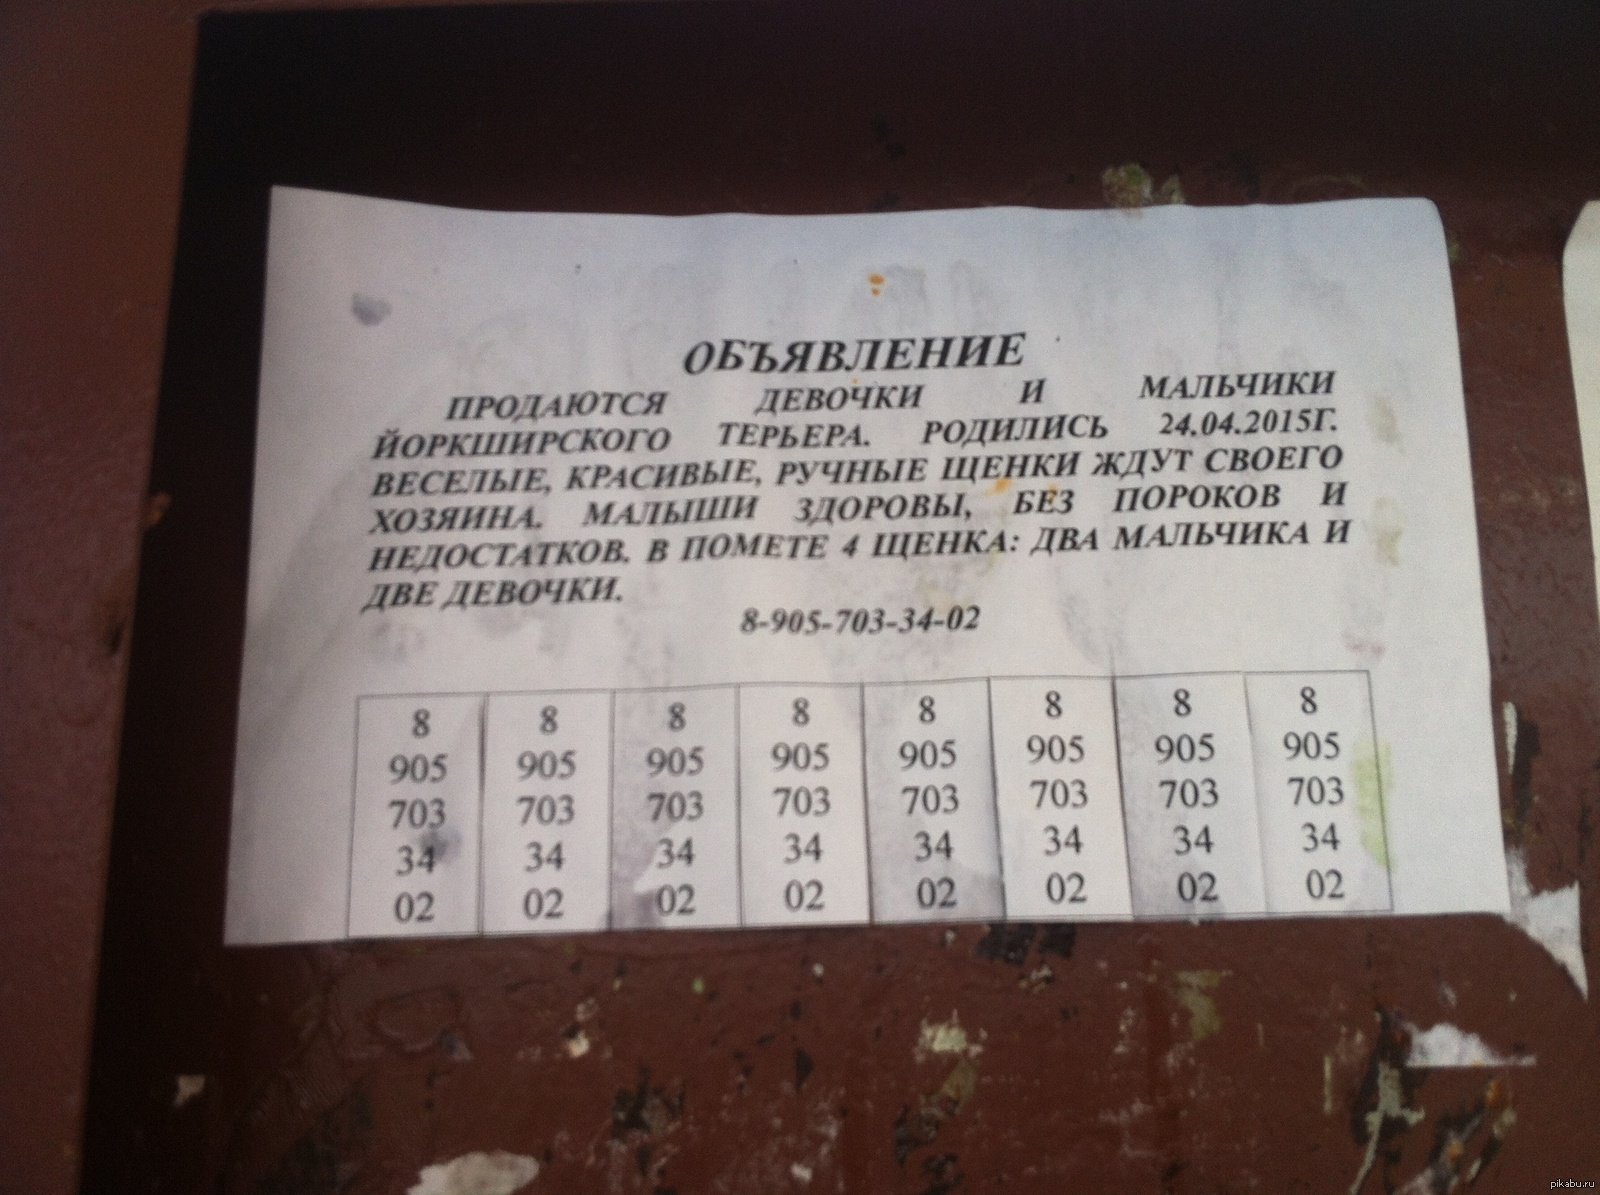 ОБЪЯВЛЕНИЕ
ПРОДАЮТСЯ ДЕВОЧКИ И МАЛЬЧИКИ
ЙОРКШИРСКОГО ТЕРЬЕРА. РОДИЛИСЬ 24.04.2015Г.
ВЕСЕЛЫЕ, КРАСИВЫЕ, РУЧНЫЕ ЩЕНКИ ЖДУТ СВОЕГО
ХОЗЯИНА. МАЛЫШИ ЗДОРОВЫ, БЕЗ ПОРОКОВ И
НЕДОСТАТКОВ. В ПОМЕТЕ 4 ЩЕНКА: ДВА МАЛЬЧИКА И
ДВЕ ДЕВОЧКИ.
8-905-703-34-02
8 8 8 8 8 8 8 8
905 905 905 905 905 905 905 905
703 703 703 703 703 703 703 703
34 34 34 34 34 34 34 34
02 02 02 02 02 02 02 02
pikabu.ru